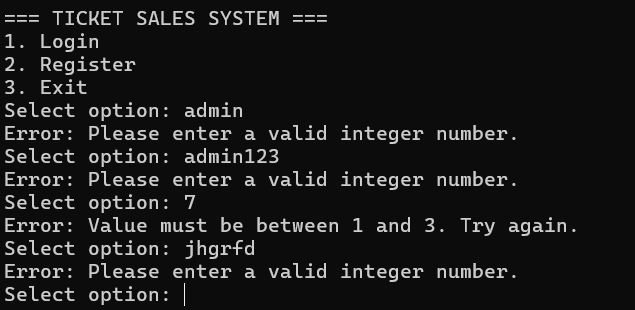 === TICKET SALES SYSTEM ===
1. Login
2. Register
3. Exit
Select option: admin
Error: Please enter a valid integer number.
Select option: admin123
Error: Please enter a valid integer number.
Select option: 7
Error: Value must be between 1 and 3. Try again.
Select option: jhgrfd
Error: Please enter a valid integer number.
Select option: